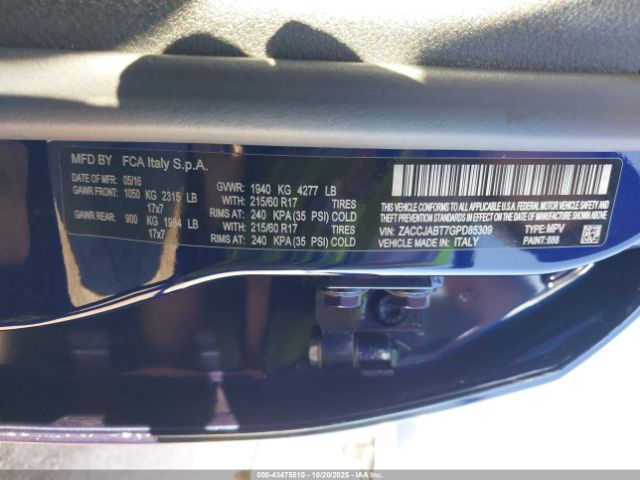 MFD BY FCA Italy S.p.A.
DATE OF MFR: 05/16
GAWR FRONT: 1050 KG 2315 LB
17x7
GAWR REAR: 900 KG 1984 LB
17x7
GVWR: 1940 KG 4277 LB
WITH: 215/60 R17 TIRES
RIMS AT: 240 KPA (35 PSI) COLD
WITH: 215/60 R17 TIRES
RIMS AT: 240 KPA (35 PSI) COLD
THIS VEHICLE CONFORMS TO ALL APPLICABLE U.S.A. FEDERAL MOTOR VEHICLE SAFETY, BUMPER AND THEFT
PREVENTION STANDARDS IN EFFECT ON THE DATE OF MANUFACTURE SHOWN ABOVE.
VIN: ZACCJABT7GPD85309 TYPE: MPV
VEHICLE MADE IN: ITALY PAINT: 888
000-43475510 - 10/20/2025 - IAAI.COM